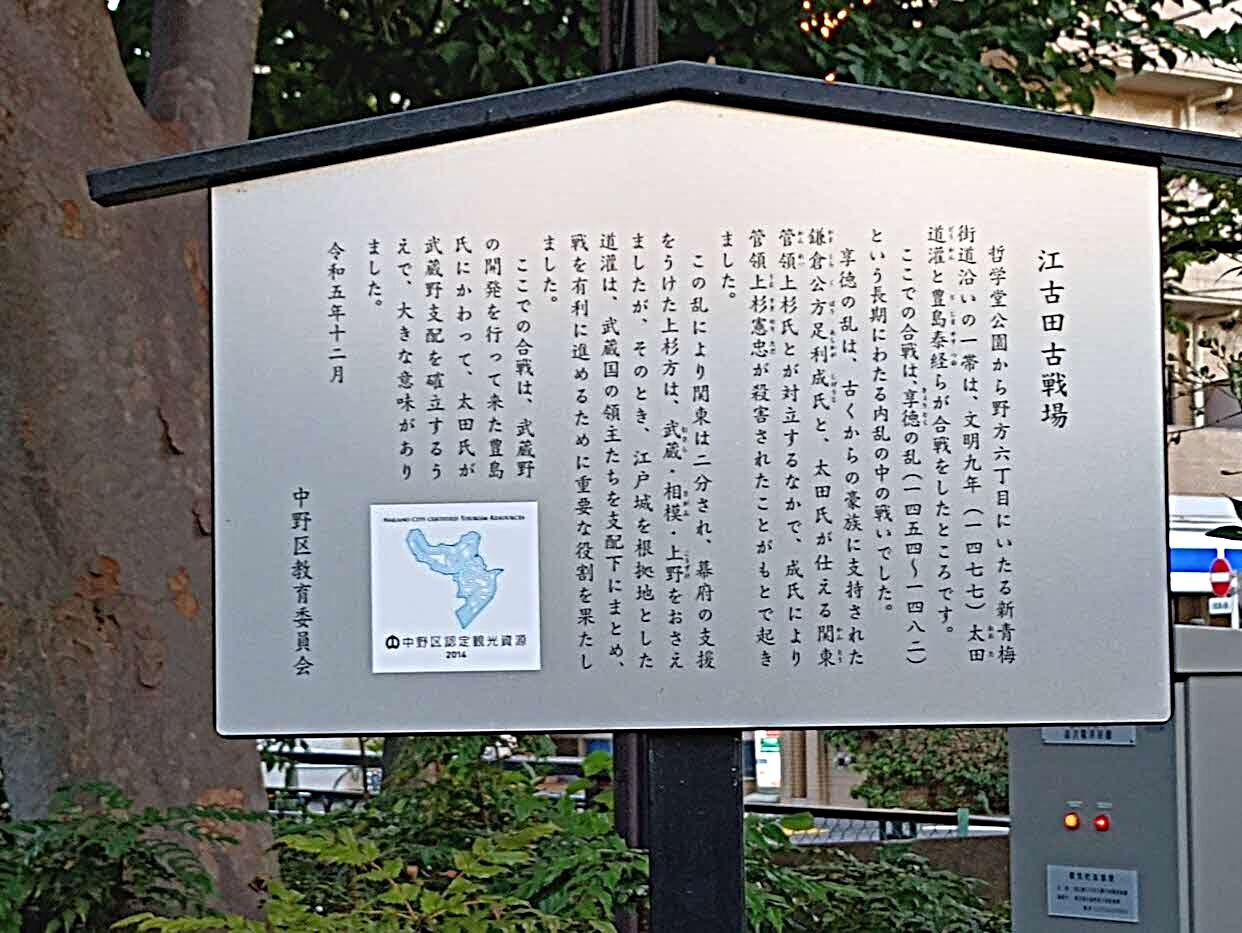 江古田古戦場
哲学堂公園から野方六丁目にいたる新青梅
街道沿いの一帯は、文明九年（一四七七）太田
道灌と豊島泰経らが合戦をしたところです。
ここでの合戦は、享徳の乱（一四五四～一四八二）
という長期にわたる内乱の中の戦いでした。
享徳の乱は、古くからの豪族に支持された
鎌倉公方足利成氏と、太田氏が仕える関東
管領上杉氏とが対立するなかで、成氏により
管領上杉憲忠が殺害されたことがもとで起き
ました。
この乱により関東は二分され、幕府の支援
をうけた上杉方は、武蔵・相模・上野をおさえ
ましたが、そのとき、江戸城を根拠地とした
道灌は、武蔵国の領主たちを支配下にまとめ、
戦を有利に進めるために重要な役割を果たし
ました。
ここでの合戦は、武蔵野
の開発を行って来た豊島
氏にかわって、太田氏が
武蔵野支配を確立するう
えで、大きな意味があり
ました。
令和五年十二月
中野区教育委員会
NAKANO CITY CERTIFIED TOURISM RESOURCES
中野区認定観光資源
2014